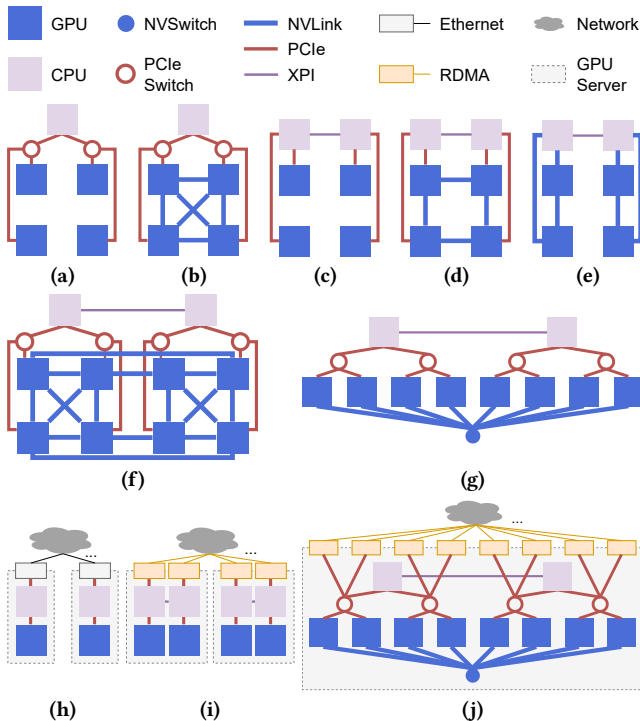 GPU NVSwitch NVLink Ethernet Network
PCIe
CPU PCIe Switch XPI RDMA GPU Server
(a) (b) (c) (d) (e)
(f) (g)
...
... ...
(h) (i) (j)